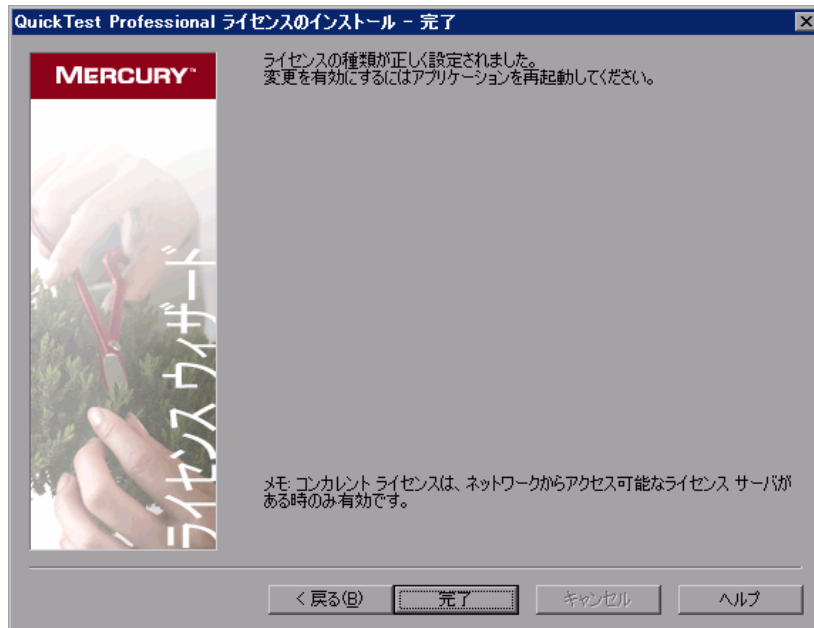 QuickTest Professional ライセンスのインストール - 完了
MERCURY™
ライセンス ウィザード
ライセンスの種類が正しく設定されました。
変更を有効にするにはアプリケーションを再起動してください。
メモ: コンカレント ライセンスは、ネットワークからアクセス可能なライセンス サーバが
ある時のみ有効です。
< 戻る(B)
完了
キャンセル
ヘルプ